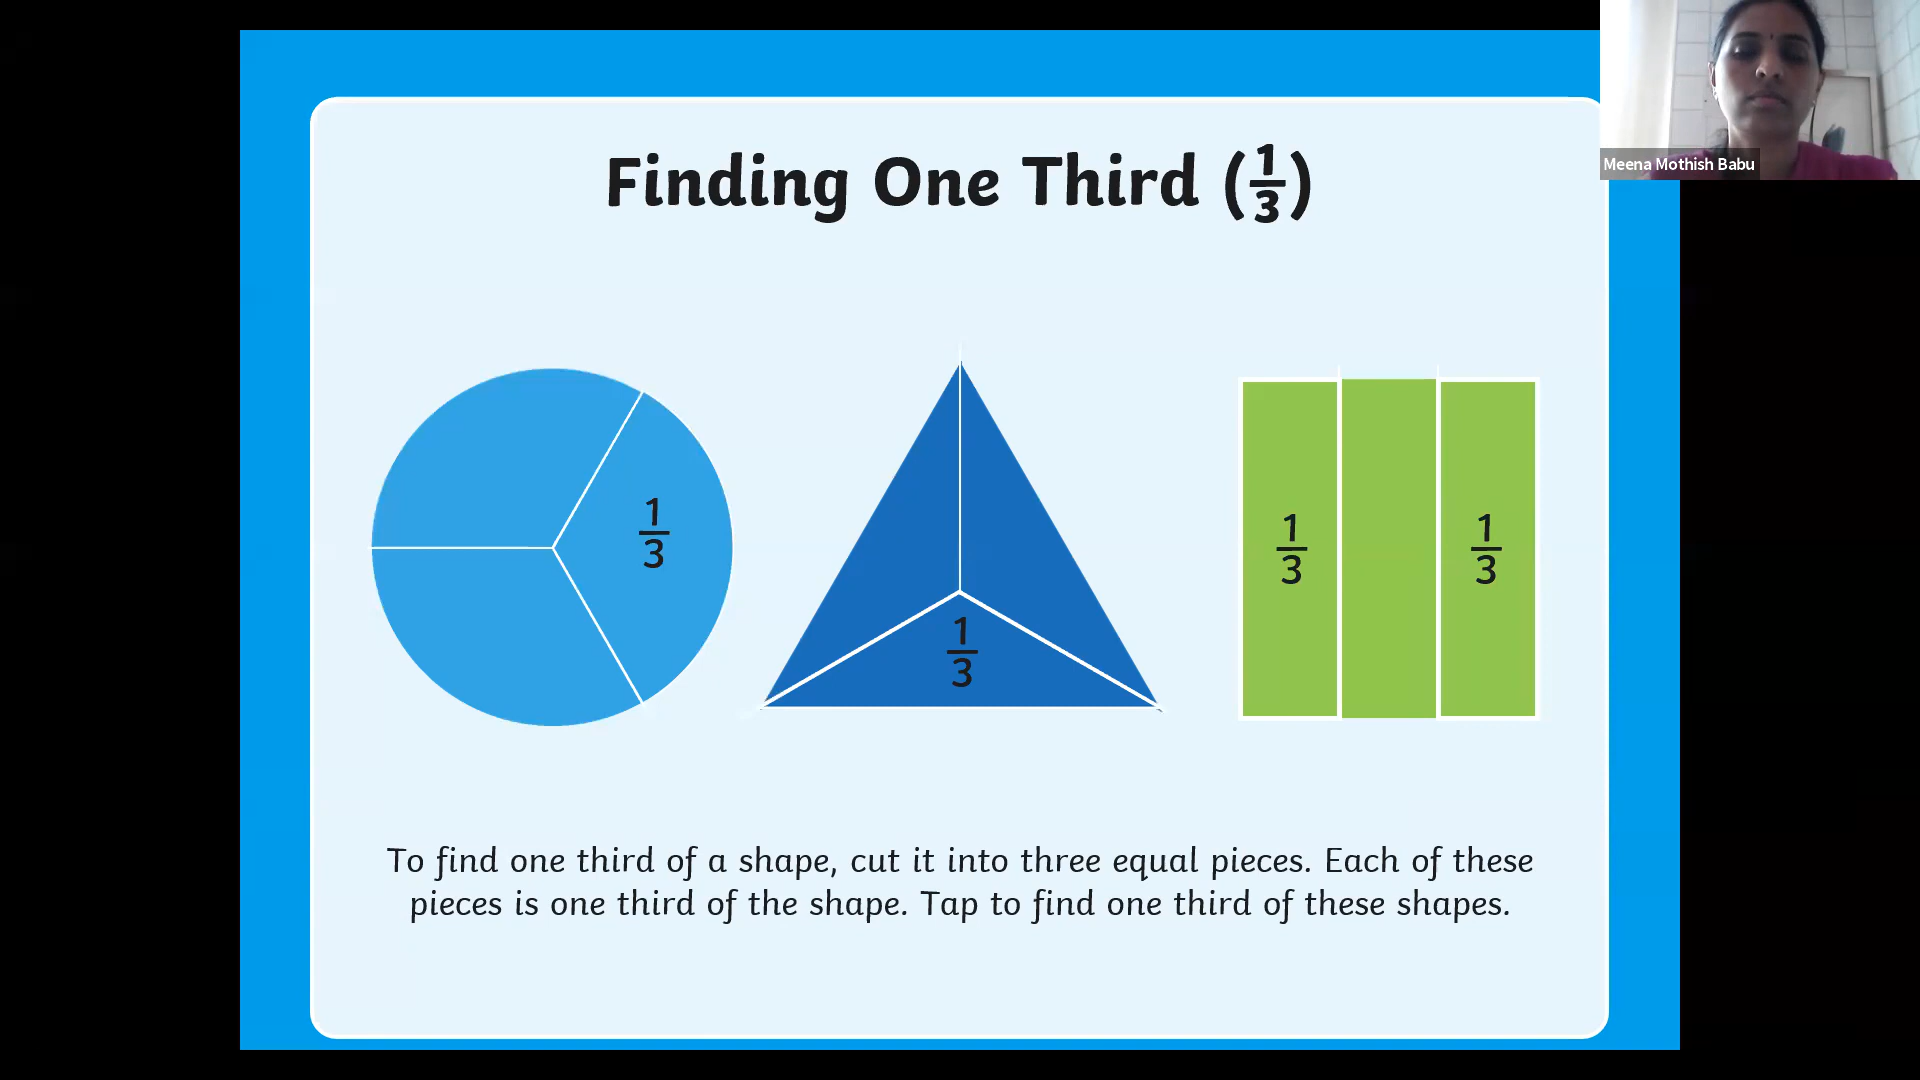 Finding One Third (1/3)
Meena Mothish Babu
1/3
1/3
1/3
1/3
To find one third of a shape, cut it into three equal pieces. Each of these
pieces is one third of the shape. Tap to find one third of these shapes.